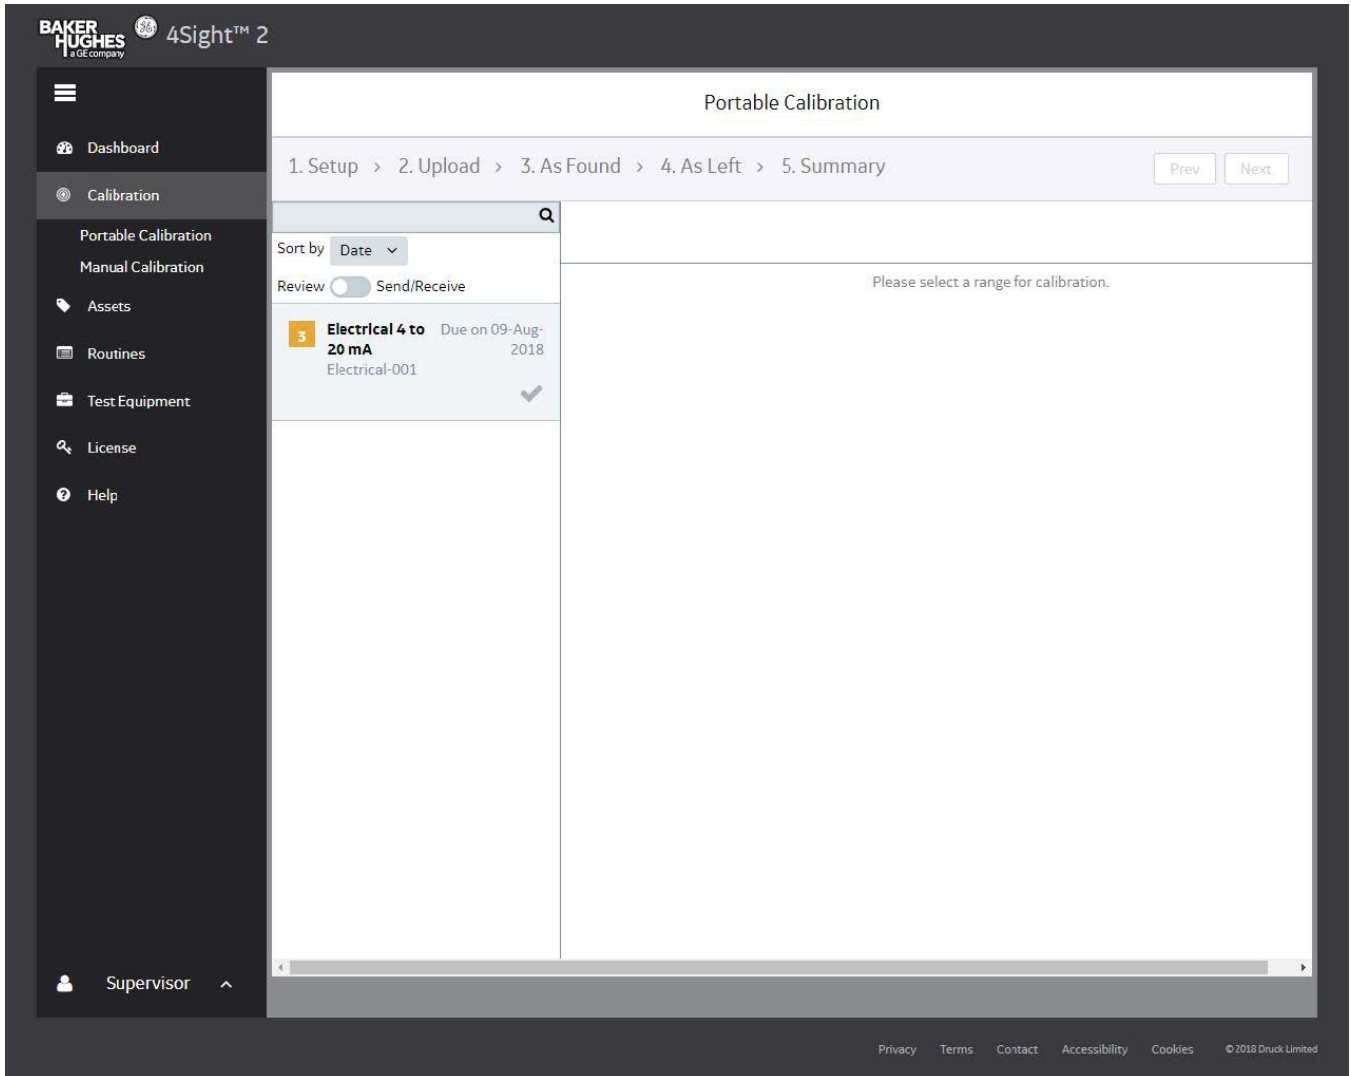 BAKER
HUGHES
a GE company
4Sight™ 2
Portable Calibration
1. Setup > 2. Upload > 3. As Found > 4. As Left > 5. Summary
Prev
Next
Dashboard
Calibration
Portable Calibration
Manual Calibration
Assets
Routines
Test Equipment
License
Help
Supervisor
Sort by Date
Review Send/Receive
3
Electrical 4 to
20 mA
Electrical-001
Due on 09-Aug-
2018
Please select a range for calibration.
Privacy Terms Contact Accessibility Cookies © 2018 Druck Limited